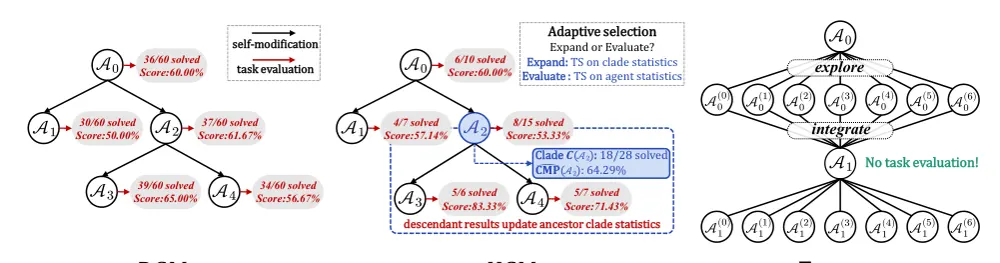 A0
36/60 solved
Score:60.00%
self-modification
task evaluation
A1
30/60 solved
Score:50.00%
A2
37/60 solved
Score:61.67%
A3
39/60 solved
Score:65.00%
A4
34/60 solved
Score:56.67%
Adaptive selection
Expand or Evaluate?
Expand: TS on clade statistics
Evaluate : TS on agent statistics
A0
6/10 solved
Score:60.00%
A1
4/7 solved
Score:57.14%
A2
8/15 solved
Score:53.33%
Clade C(A2): 18/28 solved
CMP(A2): 64.29%
A3
5/6 solved
Score:83.33%
A4
5/7 solved
Score:71.43%
descendant results update ancestor clade statistics
A0
explore
A0(0) A0(1) A0(2) A0(3) A0(4) A0(5) A0(6)
integrate
A1
No task evaluation!
A1(0) A1(1) A1(2) A1(3) A1(4) A1(5) A1(6)